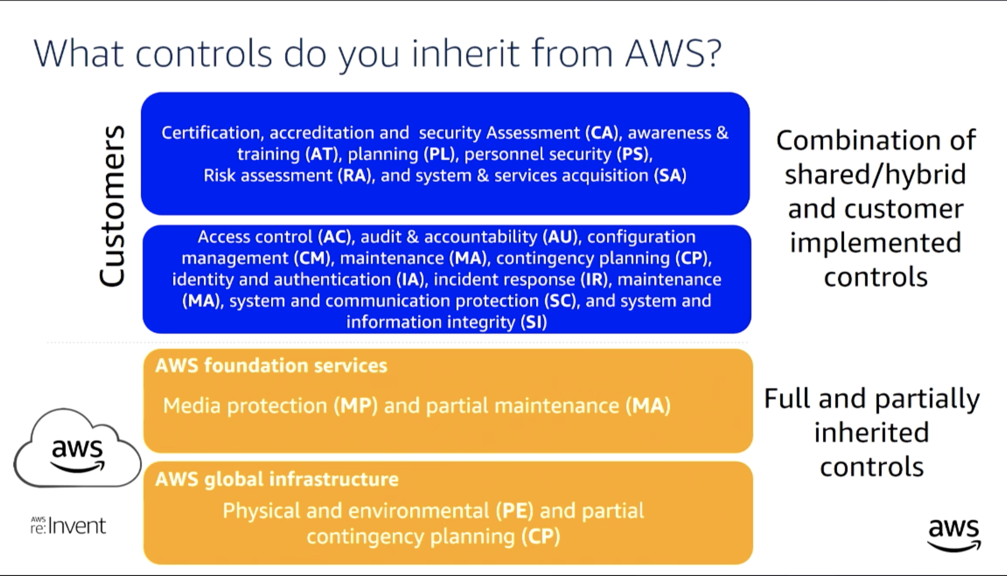 What controls do you inherit from AWS?
Customers
Certification, accreditation and security Assessment (CA), awareness &
training (AT), planning (PL), personnel security (PS),
Risk assessment (RA), and system & services acquisition (SA)
Combination of
shared/hybrid
and customer
implemented
controls
Access control (AC), audit & accountability (AU), configuration
management (CM), maintenance (MA), contingency planning (CP),
identity and authentication (IA), incident response (IR), maintenance
(MA), system and communication protection (SC), and system and
information integrity (SI)
AWS foundation services
Media protection (MP) and partial maintenance (MA)
Full and partially
inherited
controls
aws
AWS global infrastructure
Physical and environmental (PE) and partial
contingency planning (CP)
AWS
re:Invent
aws